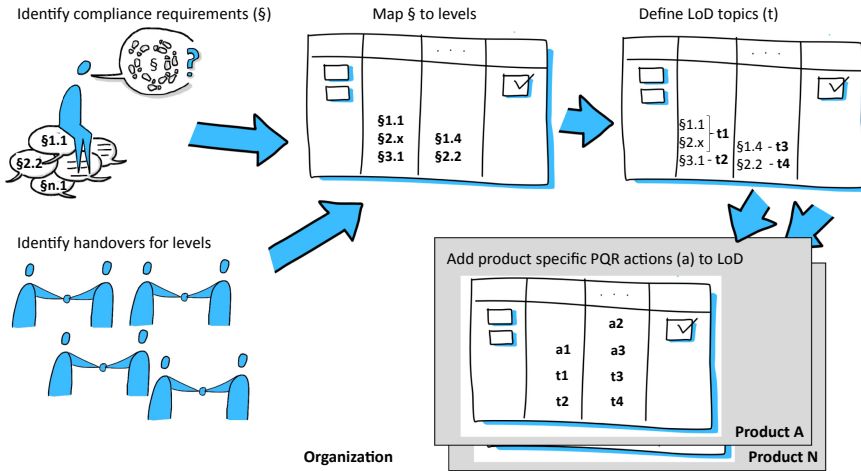 Identify compliance requirements (§)
Map § to levels
Define LoD topics (t)
§
?
. . .
. . .
§1.1
§2.2
§n.1
§1.1
§2.x
§3.1
§1.4
§2.2
§1.1
§2.x
t1
§3.1 - t2
§1.4 - t3
§2.2 - t4
Identify handovers for levels
Add product specific PQR actions (a) to LoD
. . .
a2
a1
a3
t1
t3
t2
t4
Product A
Organization
Product N